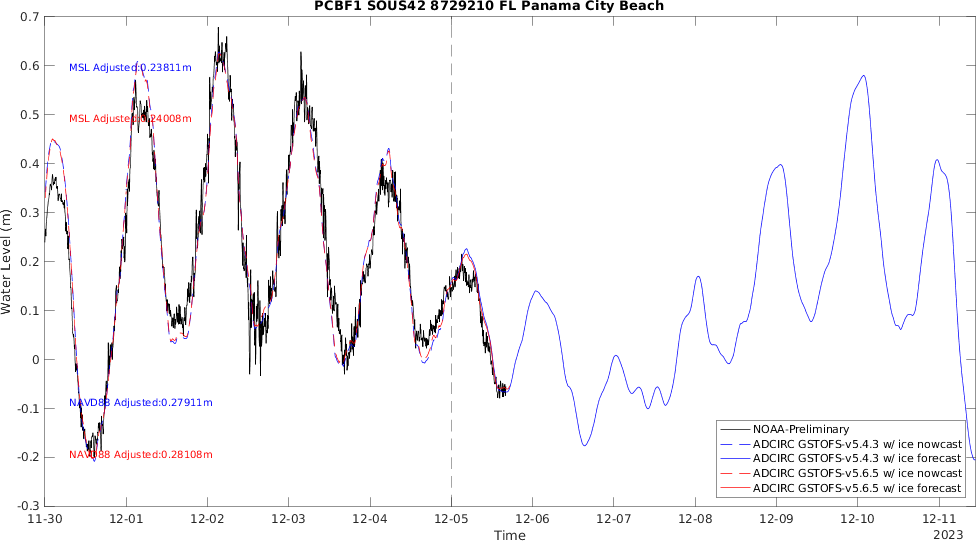 PCBF1 SOUS42 8729210 FL Panama City Beach
0.7
0.6
0.5
0.4
0.3
0.2
0.1
0
-0.1
-0.2
-0.3
Water Level (m)
MSL Adjusted:0.23811m
MSL Adjusted:0.24008m
NAVD88 Adjusted:0.27911m
NAVD88 Adjusted:0.28108m
NOAA-Preliminary
ADCIRC GSTOFS-v5.4.3 w/ ice nowcast
ADCIRC GSTOFS-v5.4.3 w/ ice forecast
ADCIRC GSTOFS-v5.6.5 w/ ice nowcast
ADCIRC GSTOFS-v5.6.5 w/ ice forecast
11-30 12-01 12-02 12-03 12-04 12-05 12-06 12-07 12-08 12-09 12-10 12-11
Time
2023